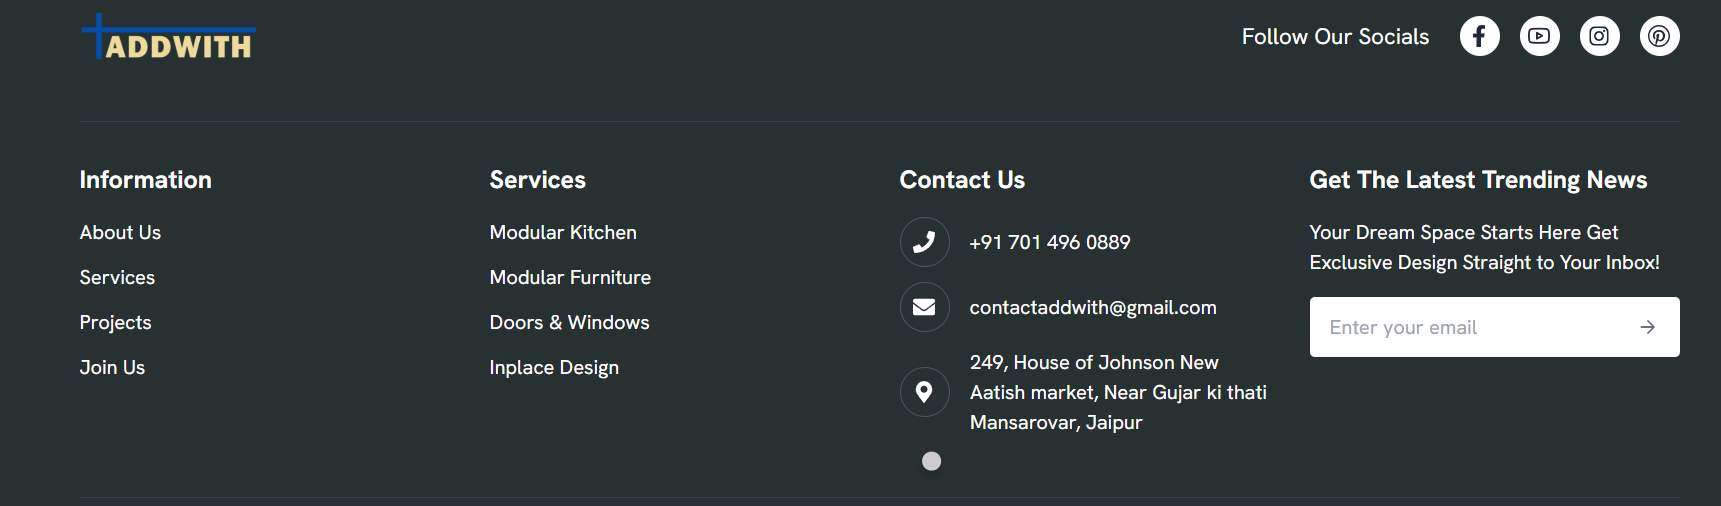 ADDWITH
Follow Our Socials
Information
About Us
Services
Projects
Join Us
Services
Modular Kitchen
Modular Furniture
Doors & Windows
Inplace Design
Contact Us
+91 701 496 0889
contactaddwith@gmail.com
249, House of Johnson New
Aatish market, Near Gujar ki thati
Mansarovar, Jaipur
Get The Latest Trending News
Your Dream Space Starts Here Get
Exclusive Design Straight to Your Inbox!
Enter your email